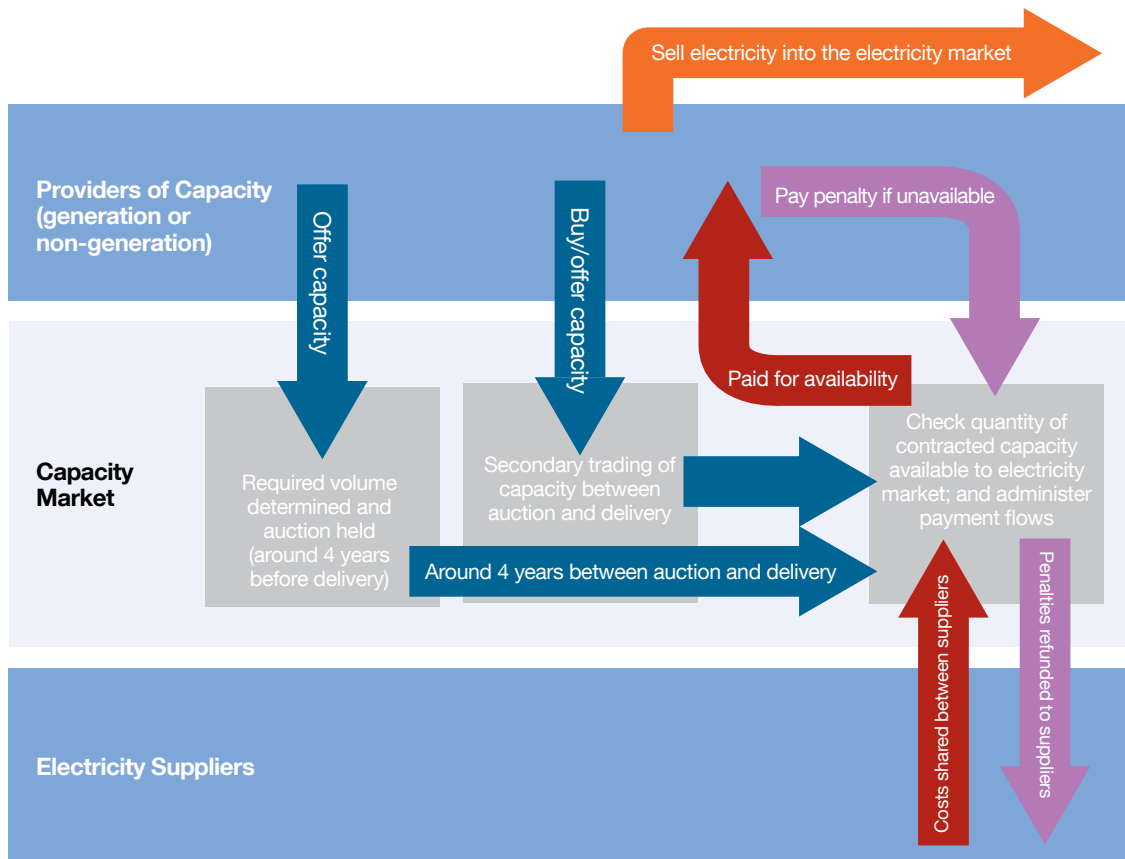 Sell electricity into the electricity market
Providers of Capacity
(generation or
non-generation)
Offer capacity
Buy/offer capacity
Pay penalty if unavailable
Paid for availability
Capacity
Market
Required volume
determined and
auction held
(around 4 years
before delivery)
Secondary trading of
capacity between
auction and delivery
Check quantity of
contracted capacity
available to electricity
market; and administer
payment flows
Around 4 years between auction and delivery
Costs shared between suppliers
Penalties refunded to suppliers
Electricity Suppliers